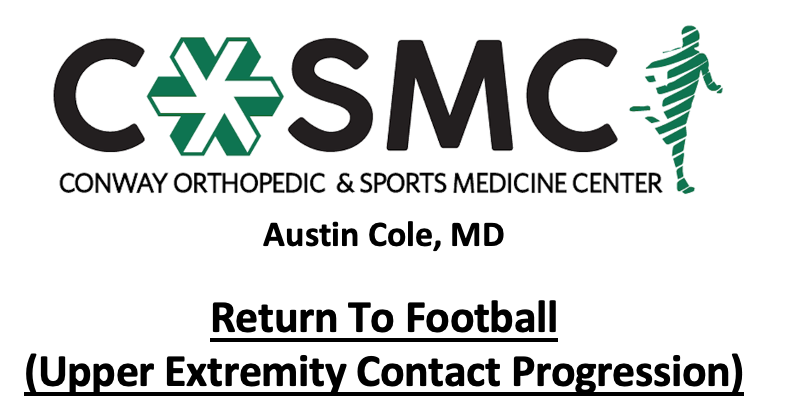 COSMC
CONWAY ORTHOPEDIC & SPORTS MEDICINE CENTER
Austin Cole, MD
Return To Football
(Upper Extremity Contact Progression)